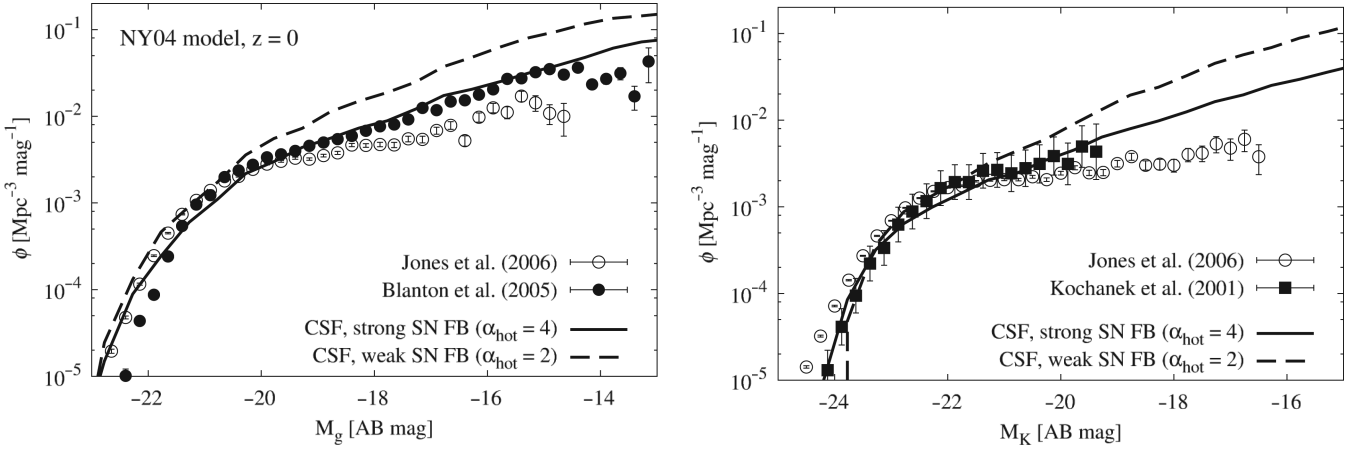 NY04 model, z = 0
ϕ [Mpc⁻³ mag⁻¹]
10⁻¹
10⁻²
10⁻³
10⁻⁴
10⁻⁵
Jones et al. (2006)
Blanton et al. (2005)
CSF, strong SN FB (α_hot = 4)
CSF, weak SN FB (α_hot = 2)
−22 −20 −18 −16 −14
M_g [AB mag]
ϕ [Mpc⁻³ mag⁻¹]
10⁻¹
10⁻²
10⁻³
10⁻⁴
10⁻⁵
Jones et al. (2006)
Kochanek et al. (2001)
CSF, strong SN FB (α_hot = 4)
CSF, weak SN FB (α_hot = 2)
−24 −22 −20 −18 −16
M_K [AB mag]